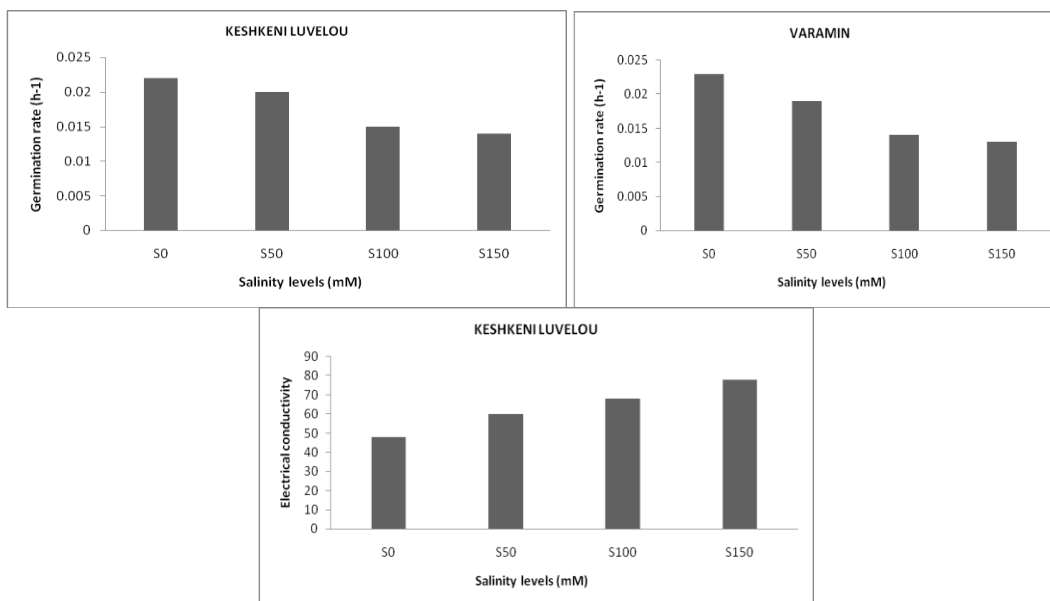 KESHKENI LUVELOU
Germination rate (h-1)
0.025
0.02
0.015
0.01
0.005
0
S0 S50 S100 S150
Salinity levels (mM)
VARAMIN
Germination rate (h-1)
0.025
0.02
0.015
0.01
0.005
0
S0 S50 S100 S150
Salinity levels (mM)
KESHKENI LUVELOU
Electrical conductivity
90
80
70
60
50
40
30
20
10
0
S0 S50 S100 S150
Salinity levels (mM)